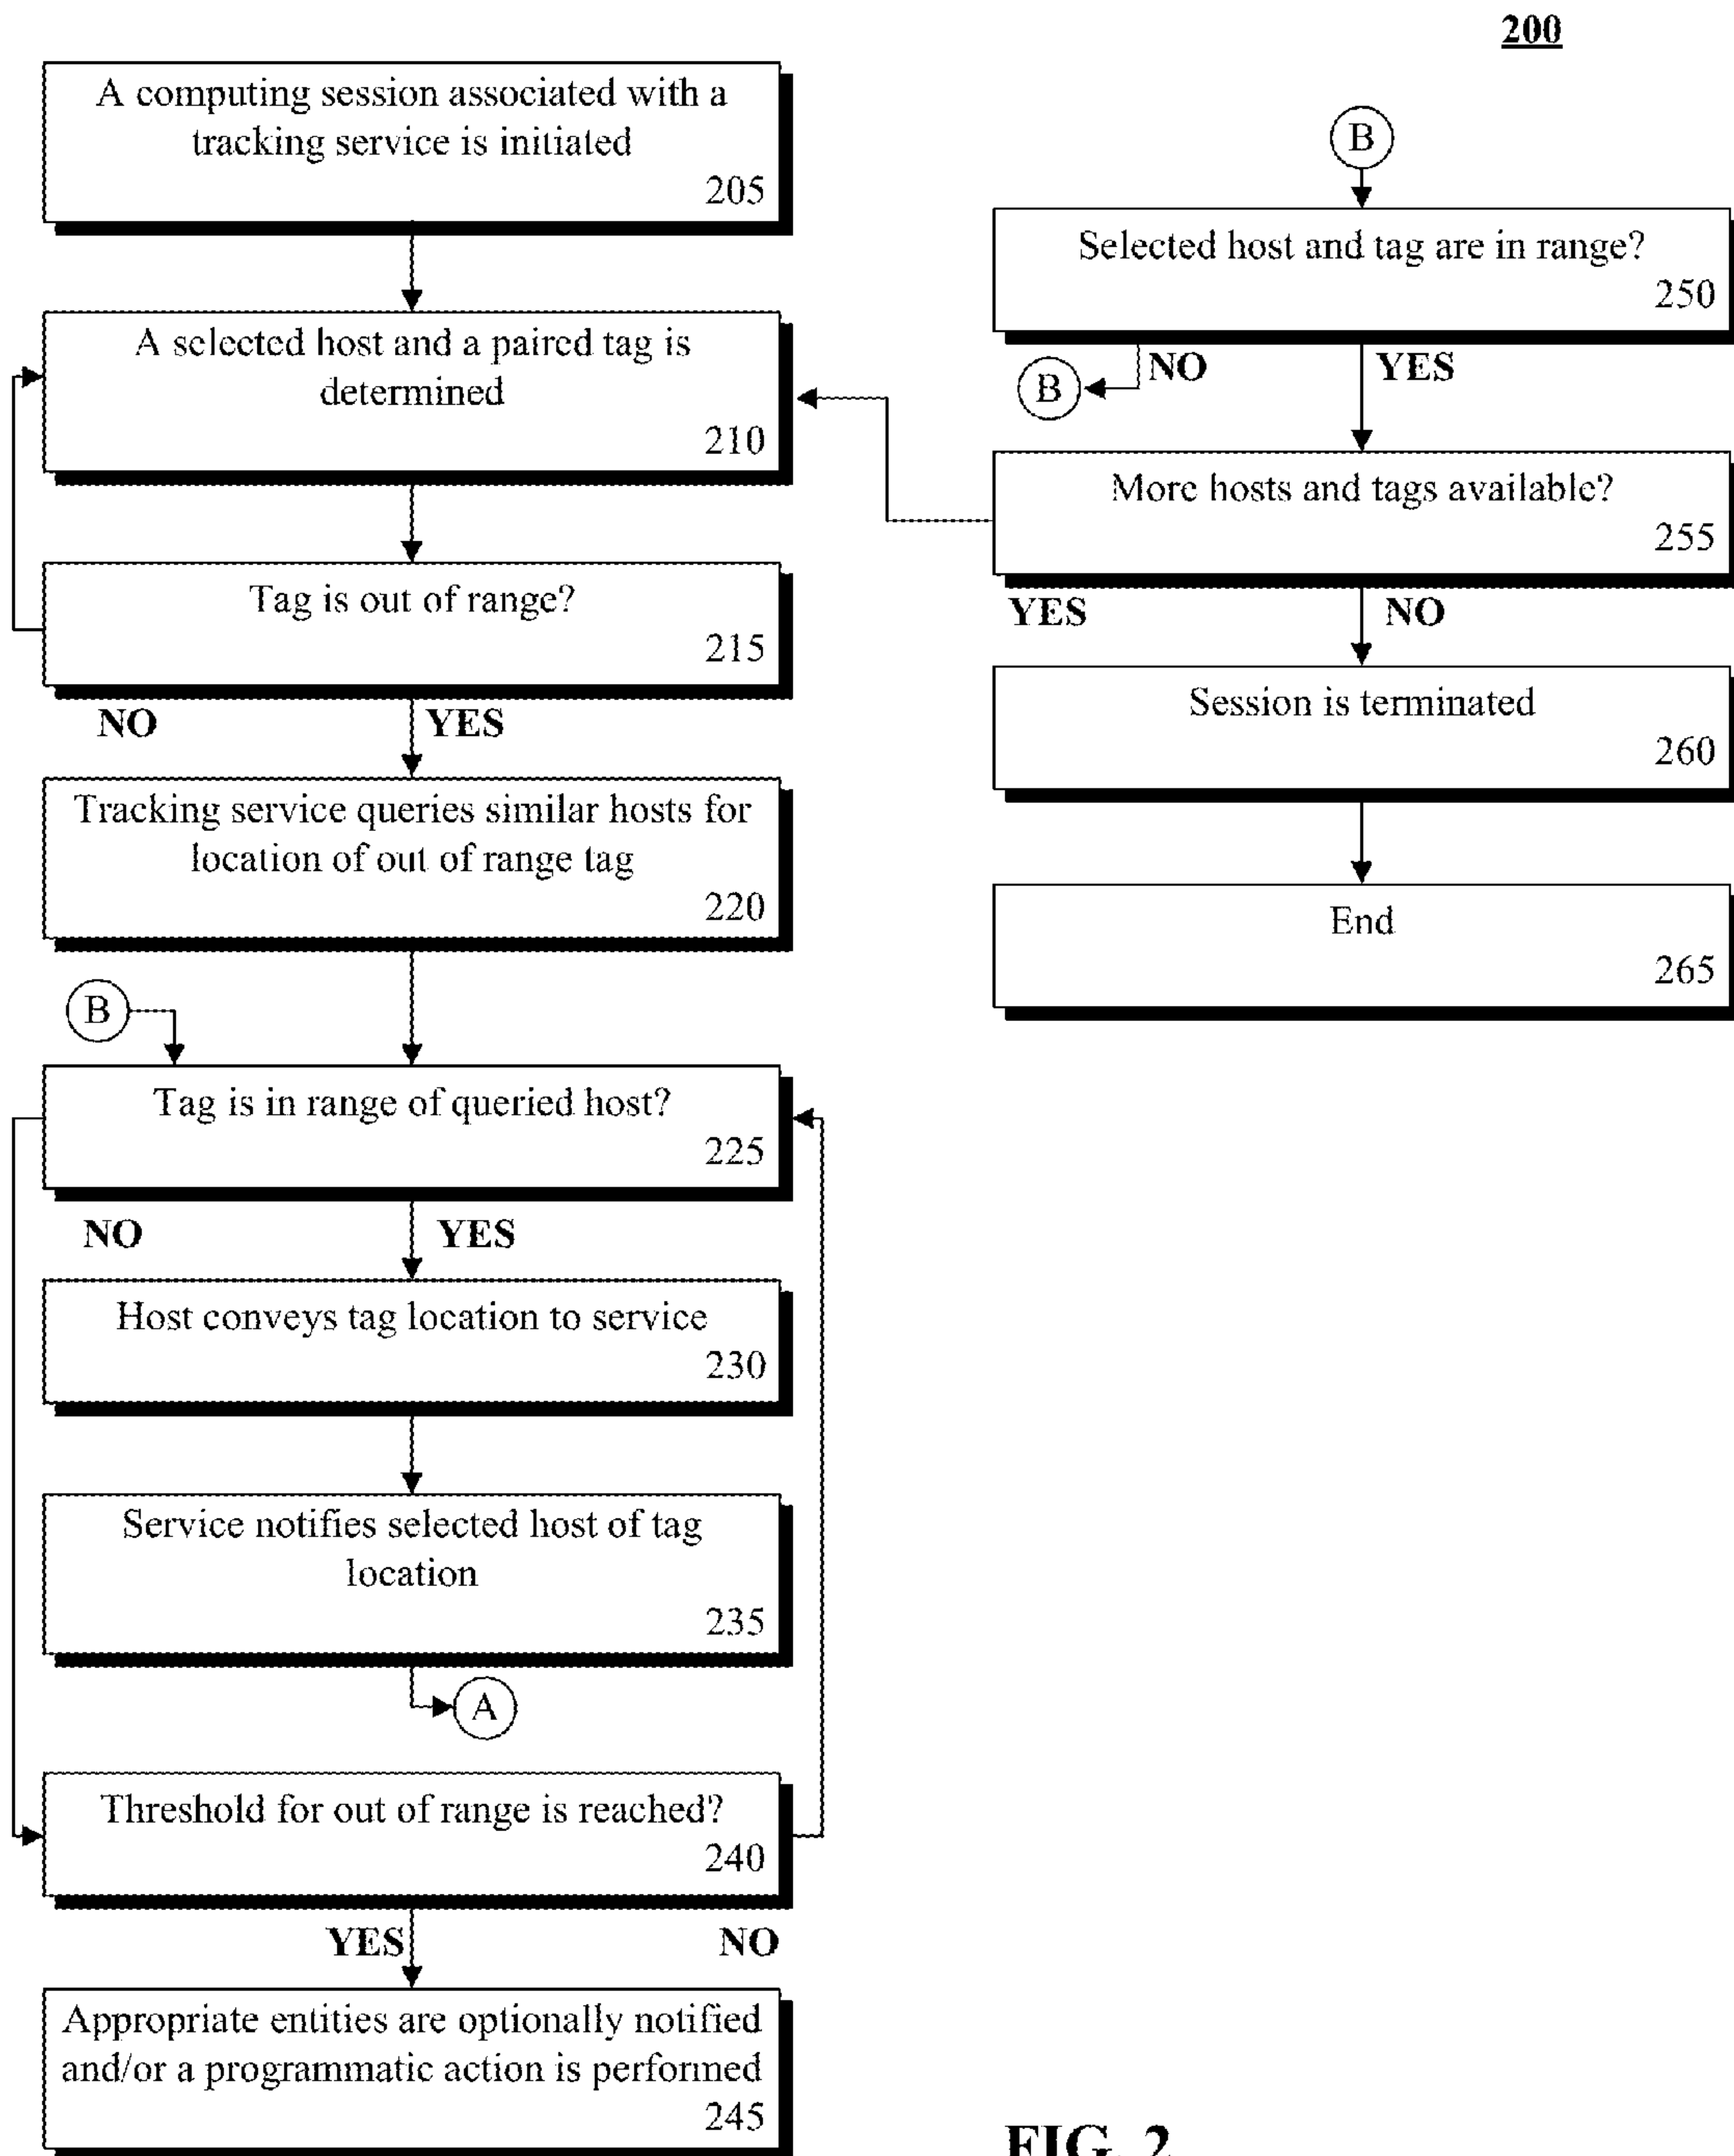 200
A computing session associated with a
tracking service is initiated
205
A selected host and a paired tag is
determined
210
Tag is out of range?
215
NO
YES
Tracking service queries similar hosts for
location of out of range tag
220
B
Tag is in range of queried host?
225
NO
YES
Host conveys tag location to service
230
Service notifies selected host of tag
location
235
A
Threshold for out of range is reached?
240
YES
NO
Appropriate entities are optionally notified
and/or a programmatic action is performed
245
B
Selected host and tag are in range?
250
B
NO
YES
More hosts and tags available?
255
YES
NO
Session is terminated
260
End
265
FIG. 2